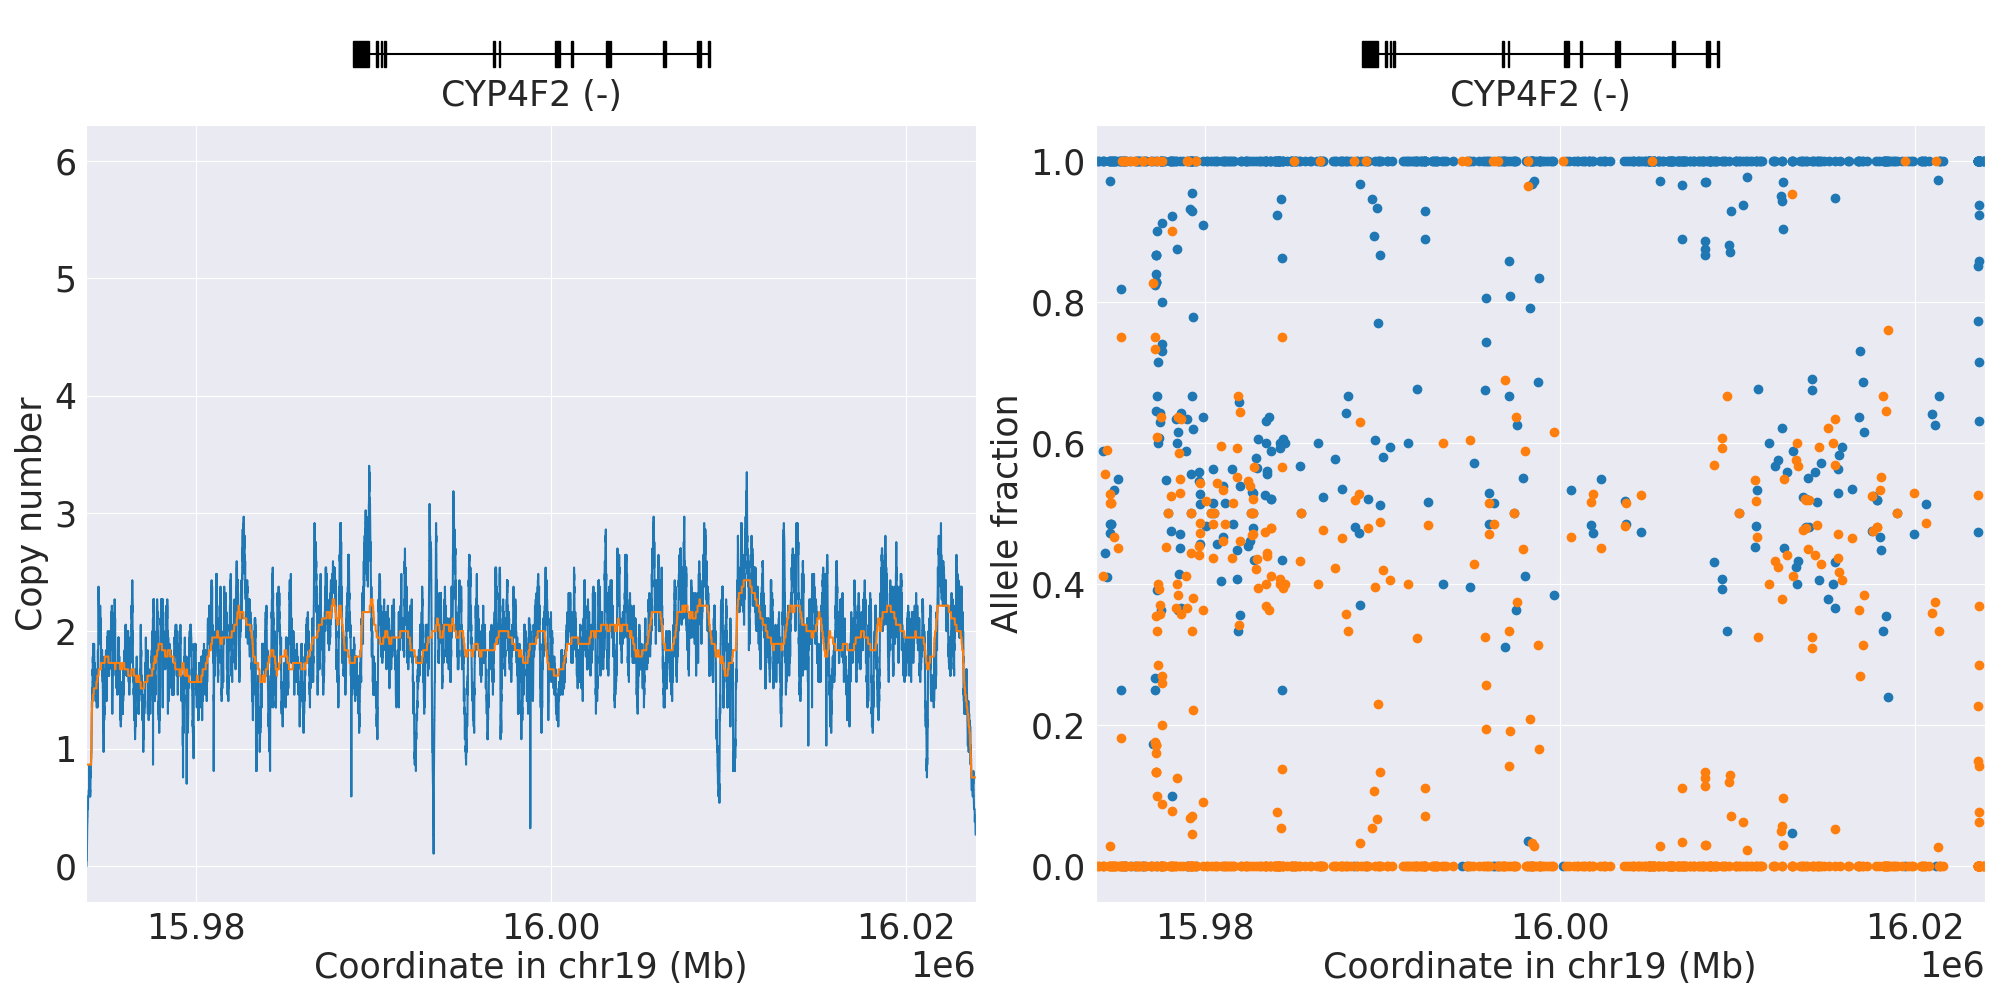 CYP4F2 (-)
Copy number
6
5
4
3
2
1
0
15.98
16.00
16.02
Coordinate in chr19 (Mb)
1e6
CYP4F2 (-)
Allele fraction
1.0
0.8
0.6
0.4
0.2
0.0
15.98
16.00
16.02
Coordinate in chr19 (Mb)
1e6